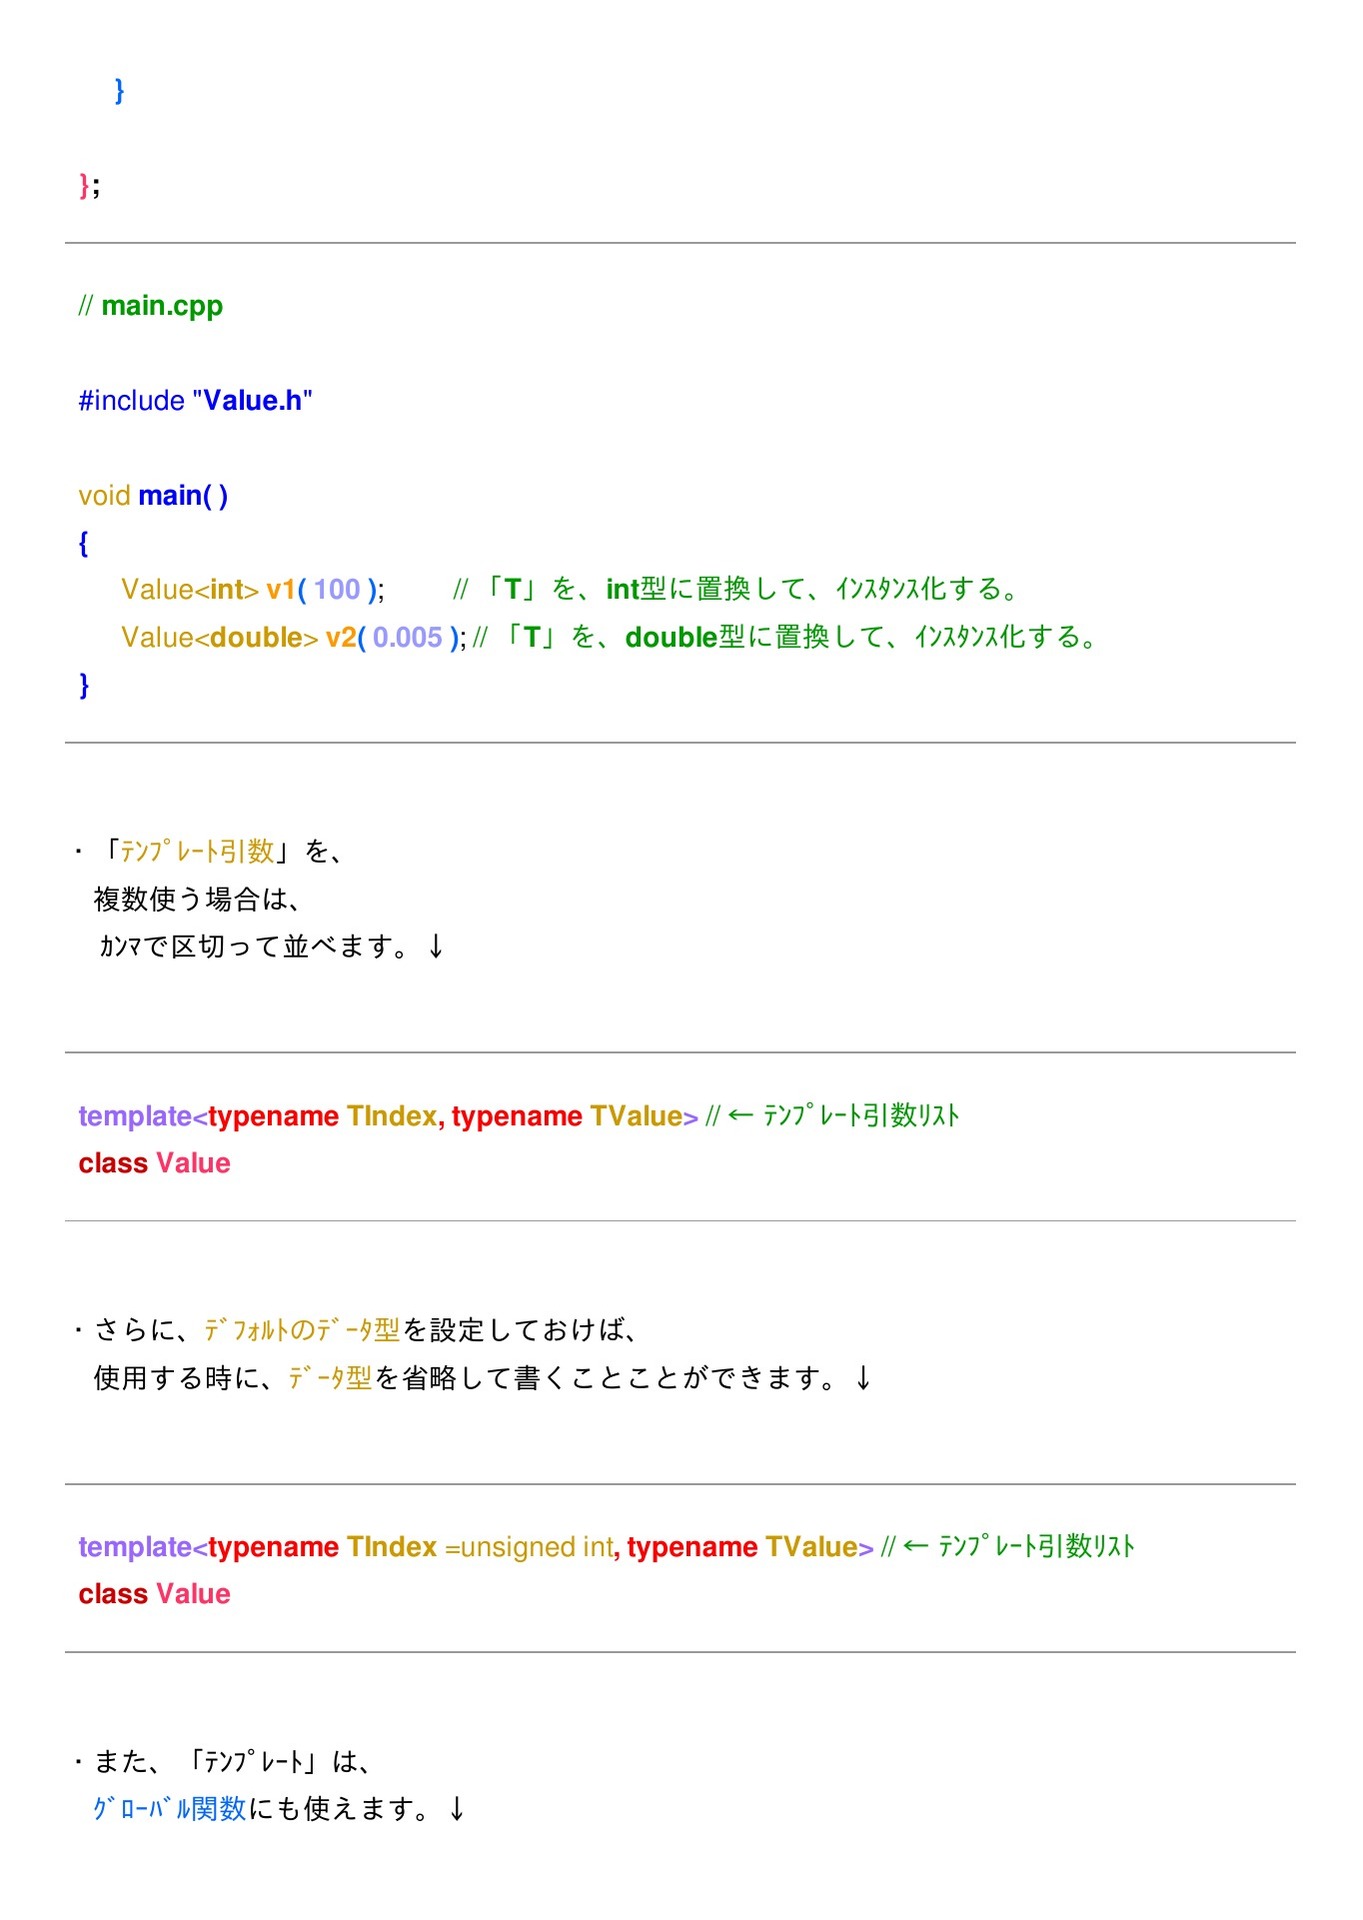 }
};
// main.cpp
#include "Value.h"
void main( )
{
Value<int> v1( 100 ); // 「T」を、int型に置換して、ｲﾝｽﾀﾝｽ化する。
Value<double> v2( 0.005 ); // 「T」を、double型に置換して、ｲﾝｽﾀﾝｽ化する。
}
・「ﾃﾝﾌﾟﾚｰﾄ引数」を、
複数使う場合は、
ｶﾝﾏで区切って並べます。↓
template<typename TIndex, typename TValue> // ← ﾃﾝﾌﾟﾚｰﾄ引数ﾘｽﾄ
class Value
・さらに、ﾃﾞﾌｫﾙﾄのﾃﾞｰﾀ型を設定しておけば、
使用する時に、ﾃﾞｰﾀ型を省略して書くことことができます。↓
template<typename TIndex =unsigned int, typename TValue> // ← ﾃﾝﾌﾟﾚｰﾄ引数ﾘｽﾄ
class Value
・また、「ﾃﾝﾌﾟﾚｰﾄ」は、
ｸﾞﾛｰﾊﾞﾙ関数にも使えます。↓